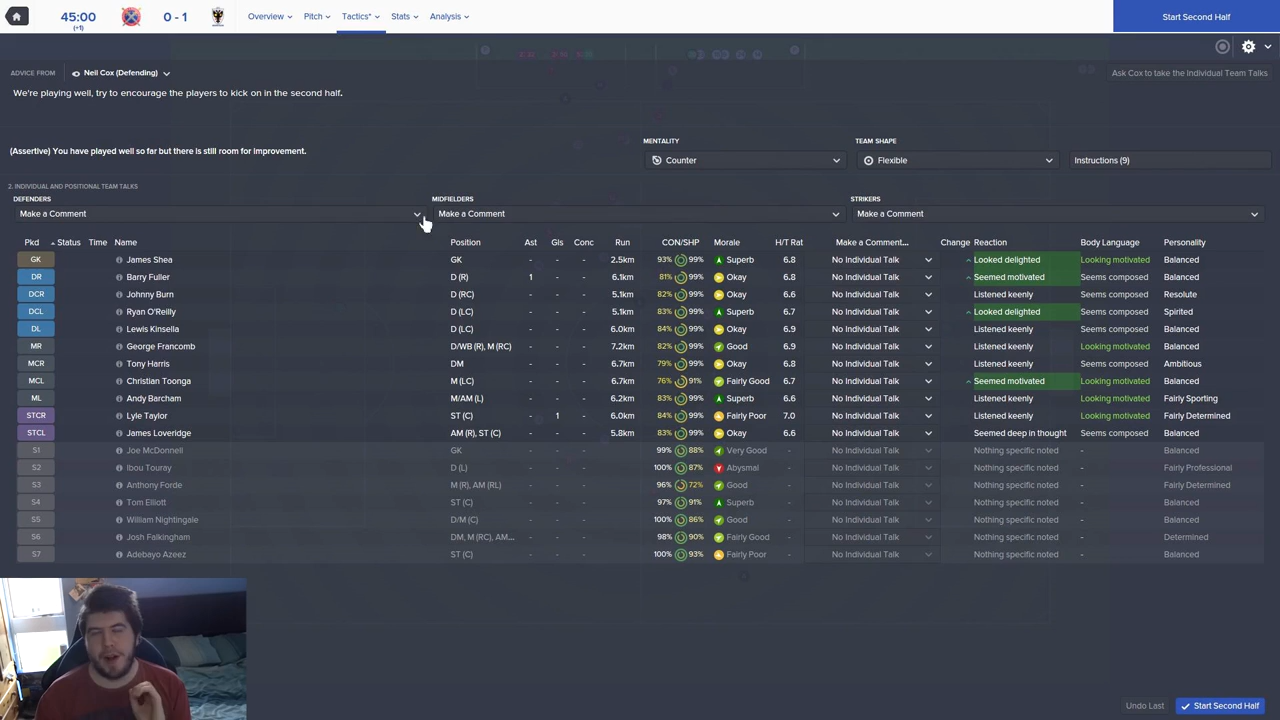 45:00
(+1)
0 - 1
Overview
Pitch
Tactics*
Stats
Analysis
Start Second Half
ADVICE FROM
Neil Cox (Defending)
Ask Cox to take the Individual Team Talks
We're playing well, try to encourage the players to kick on in the second half.
MENTALITY
TEAM SHAPE
(Assertive) You have played well so far but there is still room for improvement.
Counter
Flexible
Instructions (9)
2. INDIVIDUAL AND POSITIONAL TEAM TALKS
DEFENDERS
MIDFIELDERS
STRIKERS
Make a Comment
Make a Comment
Make a Comment
Pkd Status Time Name Position Ast Gls Conc Run CON/SHP Morale H/T Rat Make a Comment... Change Reaction Body Language Personality
GK James Shea GK - - - 2.5km 93% 99% Superb 6.8 No Individual Talk Looked delighted Looking motivated Balanced
DR Barry Fuller D (R) 1 - - 6.1km 81% 99% Okay 6.8 No Individual Talk Seemed motivated Seems composed Balanced
DCR Johnny Burn D (RC) - - - 5.1km 82% 99% Okay 6.6 No Individual Talk Listened keenly Seems composed Resolute
DCL Ryan O'Reilly D (LC) - - - 5.1km 83% 99% Superb 6.7 No Individual Talk Looked delighted Seems composed Spirited
DL Lewis Kinsella D (LC) - - - 6.0km 84% 99% Okay 6.9 No Individual Talk Listened keenly Seems composed Balanced
MR George Francomb D/WB (R), M (RC) - - - 7.2km 82% 99% Good 6.9 No Individual Talk Listened keenly Looking motivated Balanced
MCR Tony Harris DM - - - 6.7km 79% 99% Okay 6.8 No Individual Talk Listened keenly Seems composed Ambitious
MCL Christian Toonga M (LC) - - - 6.7km 76% 91% Fairly Good 6.7 No Individual Talk Seemed motivated Looking motivated Balanced
ML Andy Barcham M/AM (L) - - - 6.2km 83% 99% Superb 6.6 No Individual Talk Listened keenly Looking motivated Fairly Sporting
STCR Lyle Taylor ST (C) - 1 - 6.0km 84% 99% Fairly Poor 7.0 No Individual Talk Listened keenly Looking motivated Fairly Determined
STCL James Loveridge AM (R), ST (C) - - - 5.8km 83% 99% Okay 6.6 No Individual Talk Seemed deep in thought Seems composed Balanced
S1 Joe McDonnell GK - - - 99% 88% Very Good - No Individual Talk Nothing specific noted - Balanced
S2 Ibou Touray D (L) - - - 100% 87% Abysmal - No Individual Talk Nothing specific noted - Fairly Professional
S3 Anthony Forde M (R), AM (RL) - - - 96% 72% Good - No Individual Talk Nothing specific noted - Fairly Determined
S4 Tom Elliott ST (C) - - - 97% 91% Superb - No Individual Talk Nothing specific noted - Balanced
S5 William Nightingale D/M (C) - - - 100% 86% Good - No Individual Talk Nothing specific noted - Balanced
S6 Josh Falkingham DM, M (RC), AM... - - - 98% 90% Fairly Good - No Individual Talk Nothing specific noted - Determined
S7 Adebayo Azeez ST (C) - - - 100% 93% Fairly Poor - No Individual Talk Nothing specific noted - Balanced
Undo Last
Start Second Half